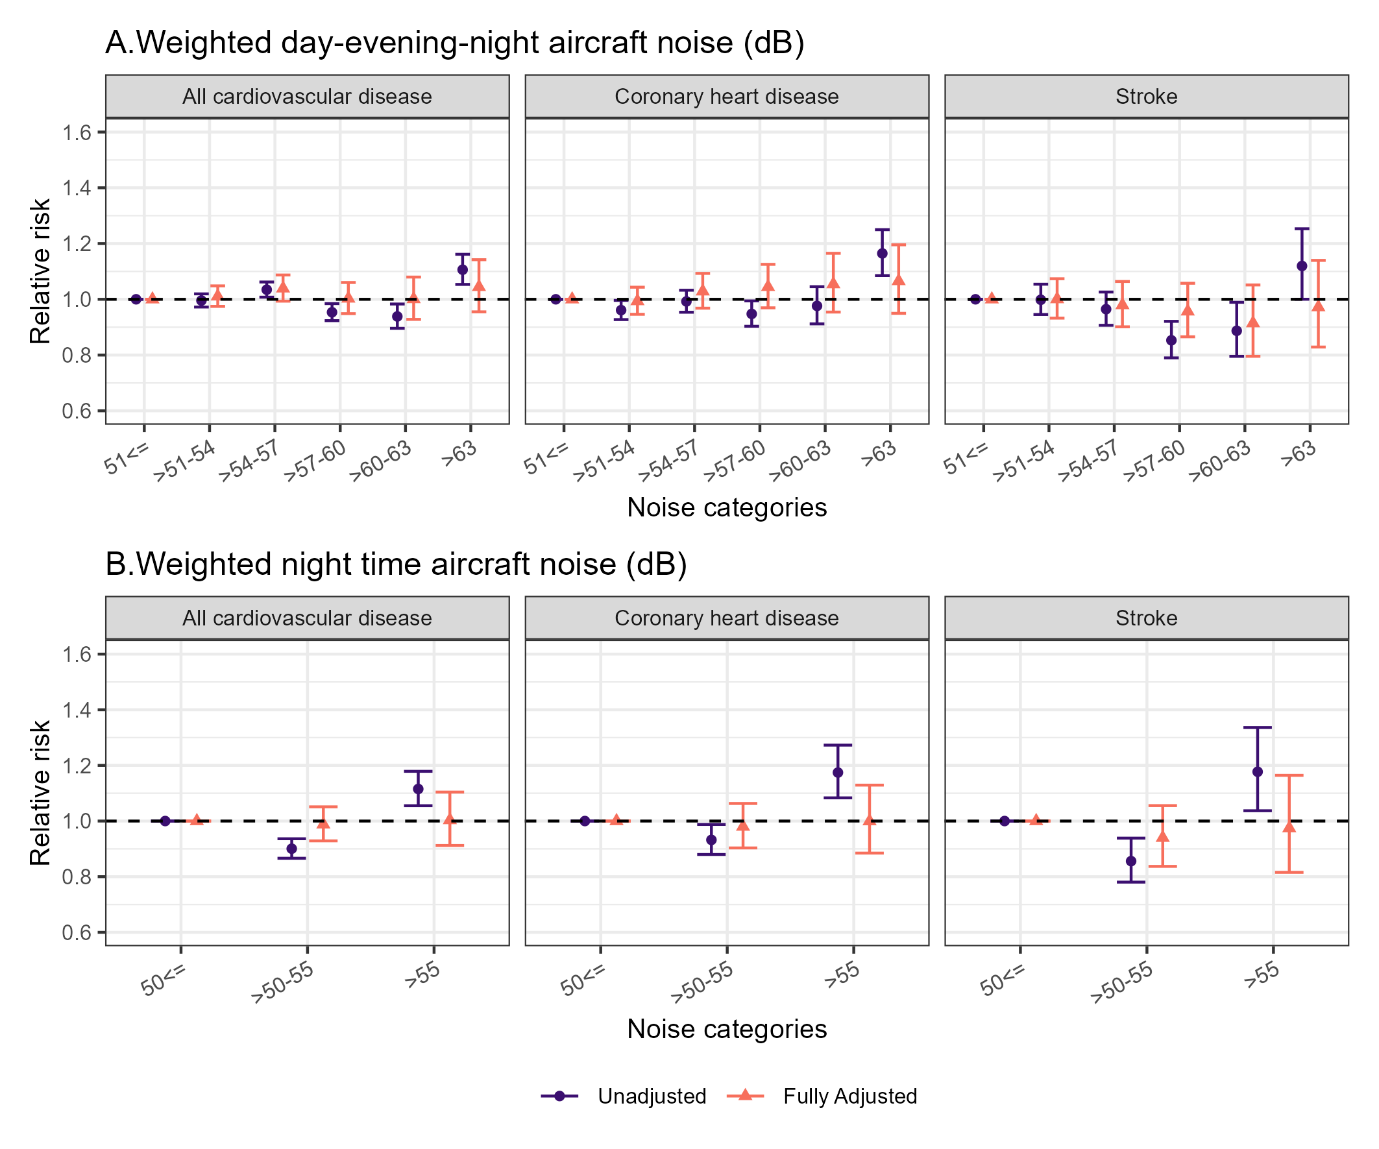 A.Weighted day-evening-night aircraft noise (dB)
All cardiovascular disease
Coronary heart disease
Stroke
Relative risk
1.6
1.4
1.2
1.0
0.8
0.6
51<= >51-54 >54-57 >57-60 >60-63 >63
51<= >51-54 >54-57 >57-60 >60-63 >63
51<= >51-54 >54-57 >57-60 >60-63 >63
Noise categories
B.Weighted night time aircraft noise (dB)
All cardiovascular disease
Coronary heart disease
Stroke
Relative risk
1.6
1.4
1.2
1.0
0.8
0.6
50<= >50-55 >55
50<= >50-55 >55
50<= >50-55 >55
Noise categories
Unadjusted
Fully Adjusted